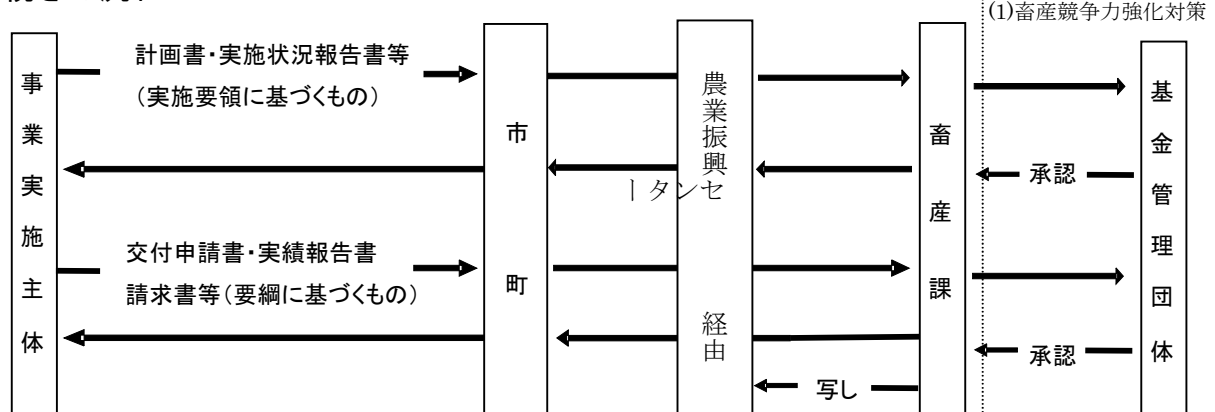 (1)畜産競争力強化対策
事業実施主体
計画書・実施状況報告書等
(実施要領に基づくもの)
交付申請書・実績報告書
請求書等(要綱に基づくもの)
市町
農業振興
センター
経由
写し
畜産課
承認
承認
基金管理団体